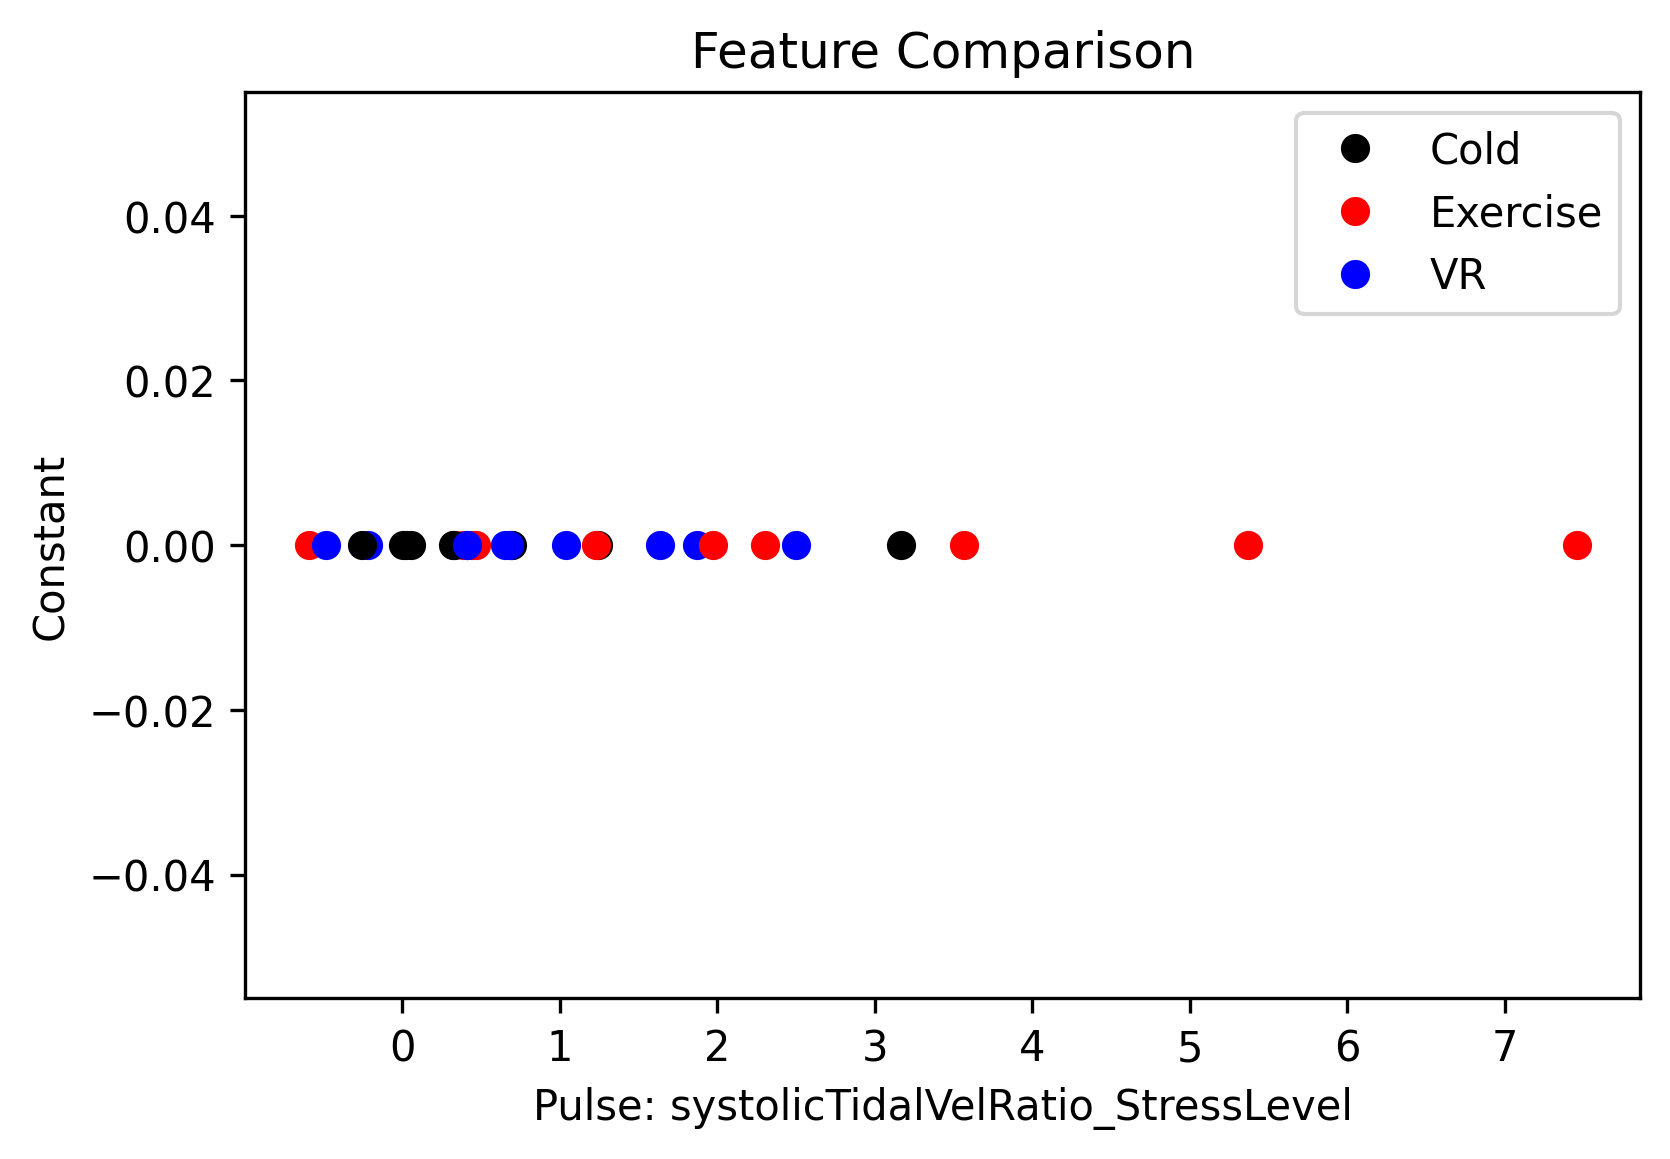 Feature Comparison
Cold
Exercise
VR
0.04
0.02
0.00
−0.02
−0.04
Constant
0 1 2 3 4 5 6 7
Pulse: systolicTidalVelRatio_StressLevel